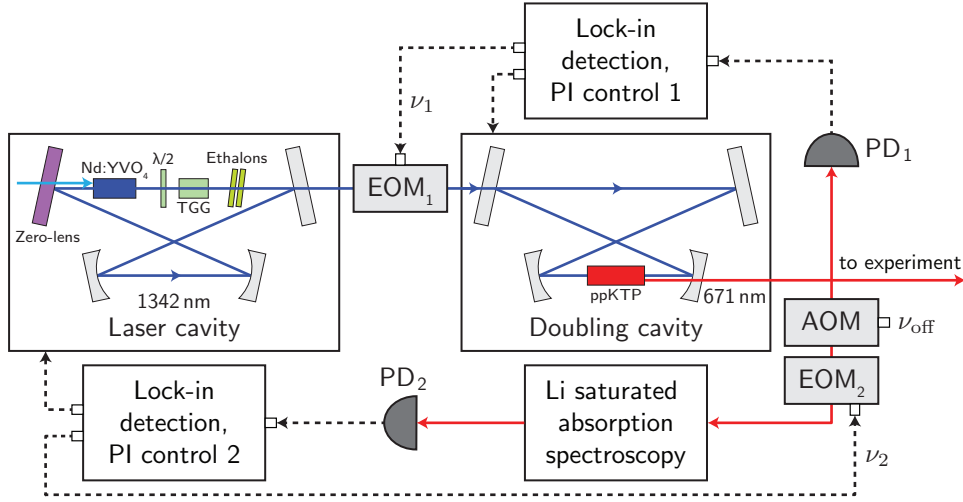 Lock-in
detection,
PI control 1
ν₁
PD₁
Nd:YVO₄
λ/2
Ethalons
TGG
Zero-lens
EOM₁
1342 nm
Laser cavity
ppKTP
671 nm
Doubling cavity
to experiment
AOM
ν_off
EOM₂
PD₂
Lock-in
detection,
PI control 2
Li saturated
absorption
spectroscopy
ν₂